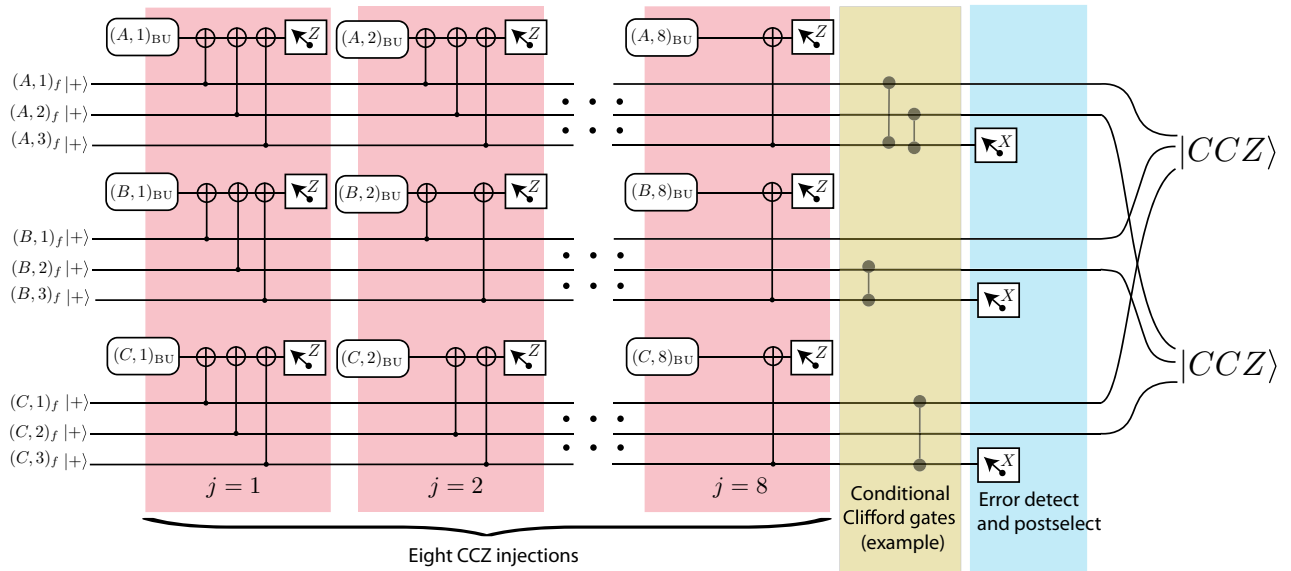 (A, 1)BU Z (A, 2)BU Z (A, 8)BU Z
(A, 1)f |+⟩
(A, 2)f |+⟩
(A, 3)f |+⟩ X
|CCZ⟩
(B, 1)BU Z (B, 2)BU Z (B, 8)BU Z
(B, 1)f |+⟩
(B, 2)f |+⟩
(B, 3)f |+⟩ X
(C, 1)BU Z (C, 2)BU Z (C, 8)BU Z
|CCZ⟩
(C, 1)f |+⟩
(C, 2)f |+⟩
(C, 3)f |+⟩ X
j = 1 j = 2 j = 8
Conditional
Clifford gates
(example)
Error detect
and postselect
Eight CCZ injections